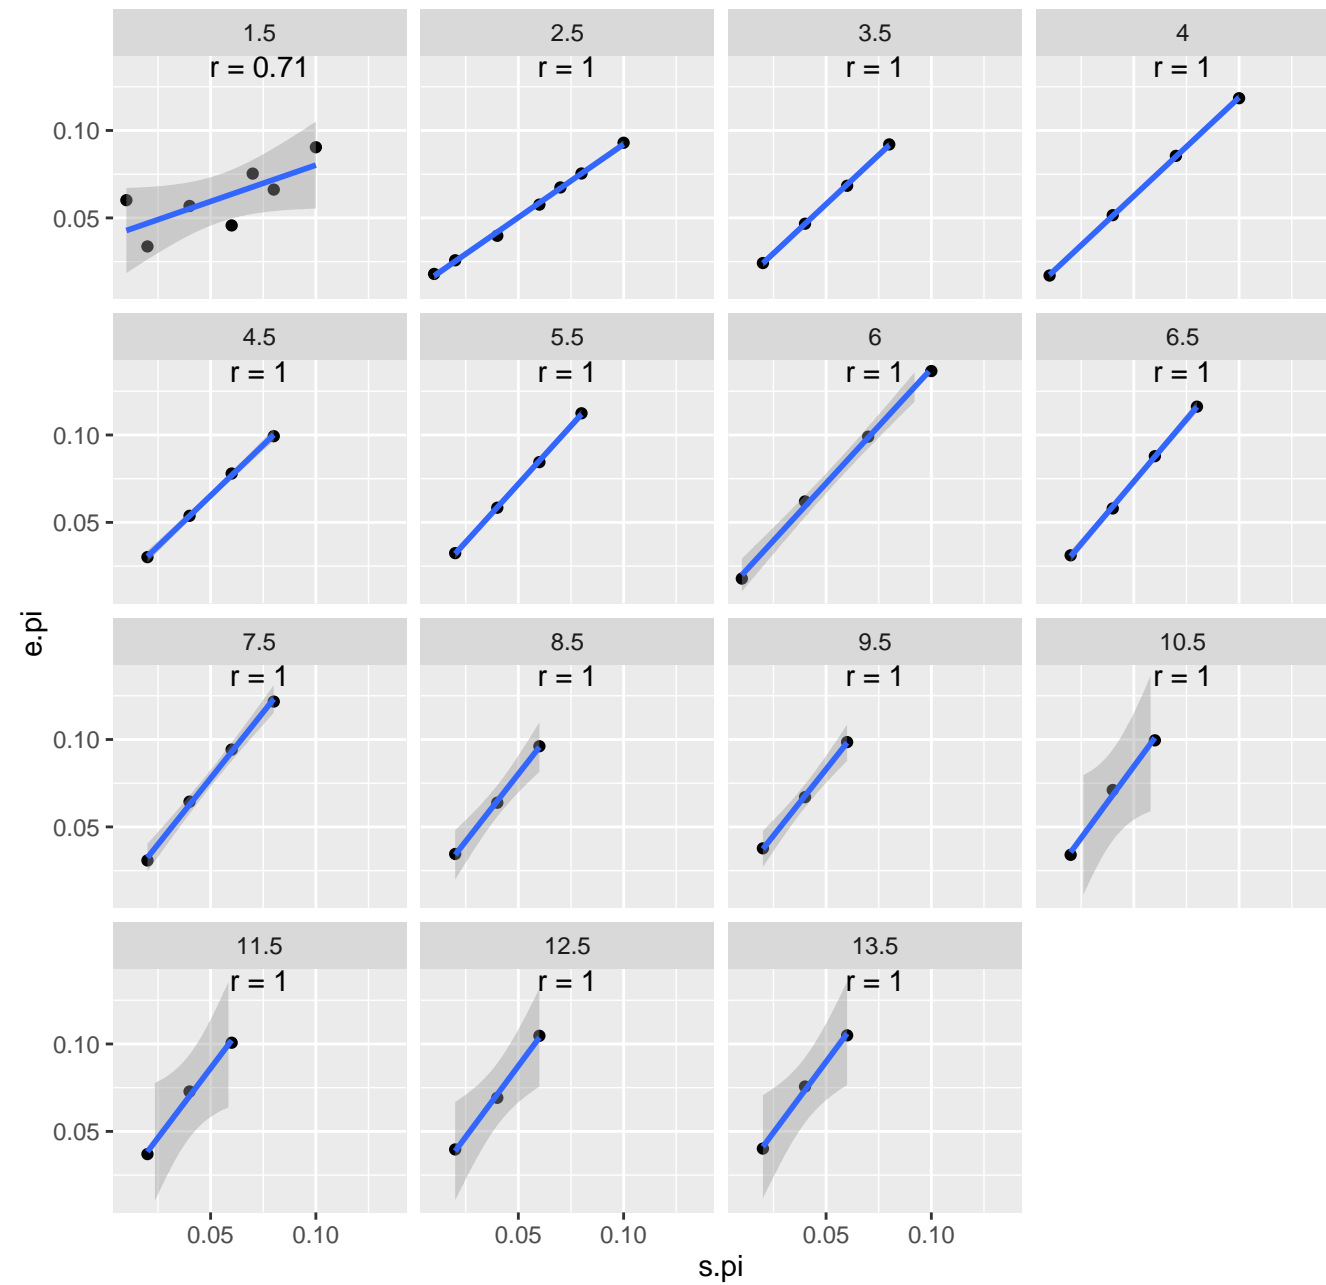 1.5 2.5 3.5 4
r = 0.71 r = 1 r = 1 r = 1
0.10
0.05
4.5 5.5 6 6.5
r = 1 r = 1 r = 1 r = 1
0.10
0.05
e.pi
7.5 8.5 9.5 10.5
r = 1 r = 1 r = 1 r = 1
0.10
0.05
11.5 12.5 13.5
r = 1 r = 1 r = 1
0.10
0.05
0.05 0.10 0.05 0.10 0.05 0.10
s.pi